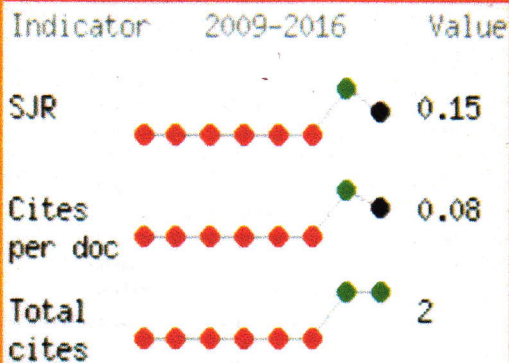 Indicator 2009-2016 Value
SJR 0.15
Cites
per doc 0.08
Total
cites 2